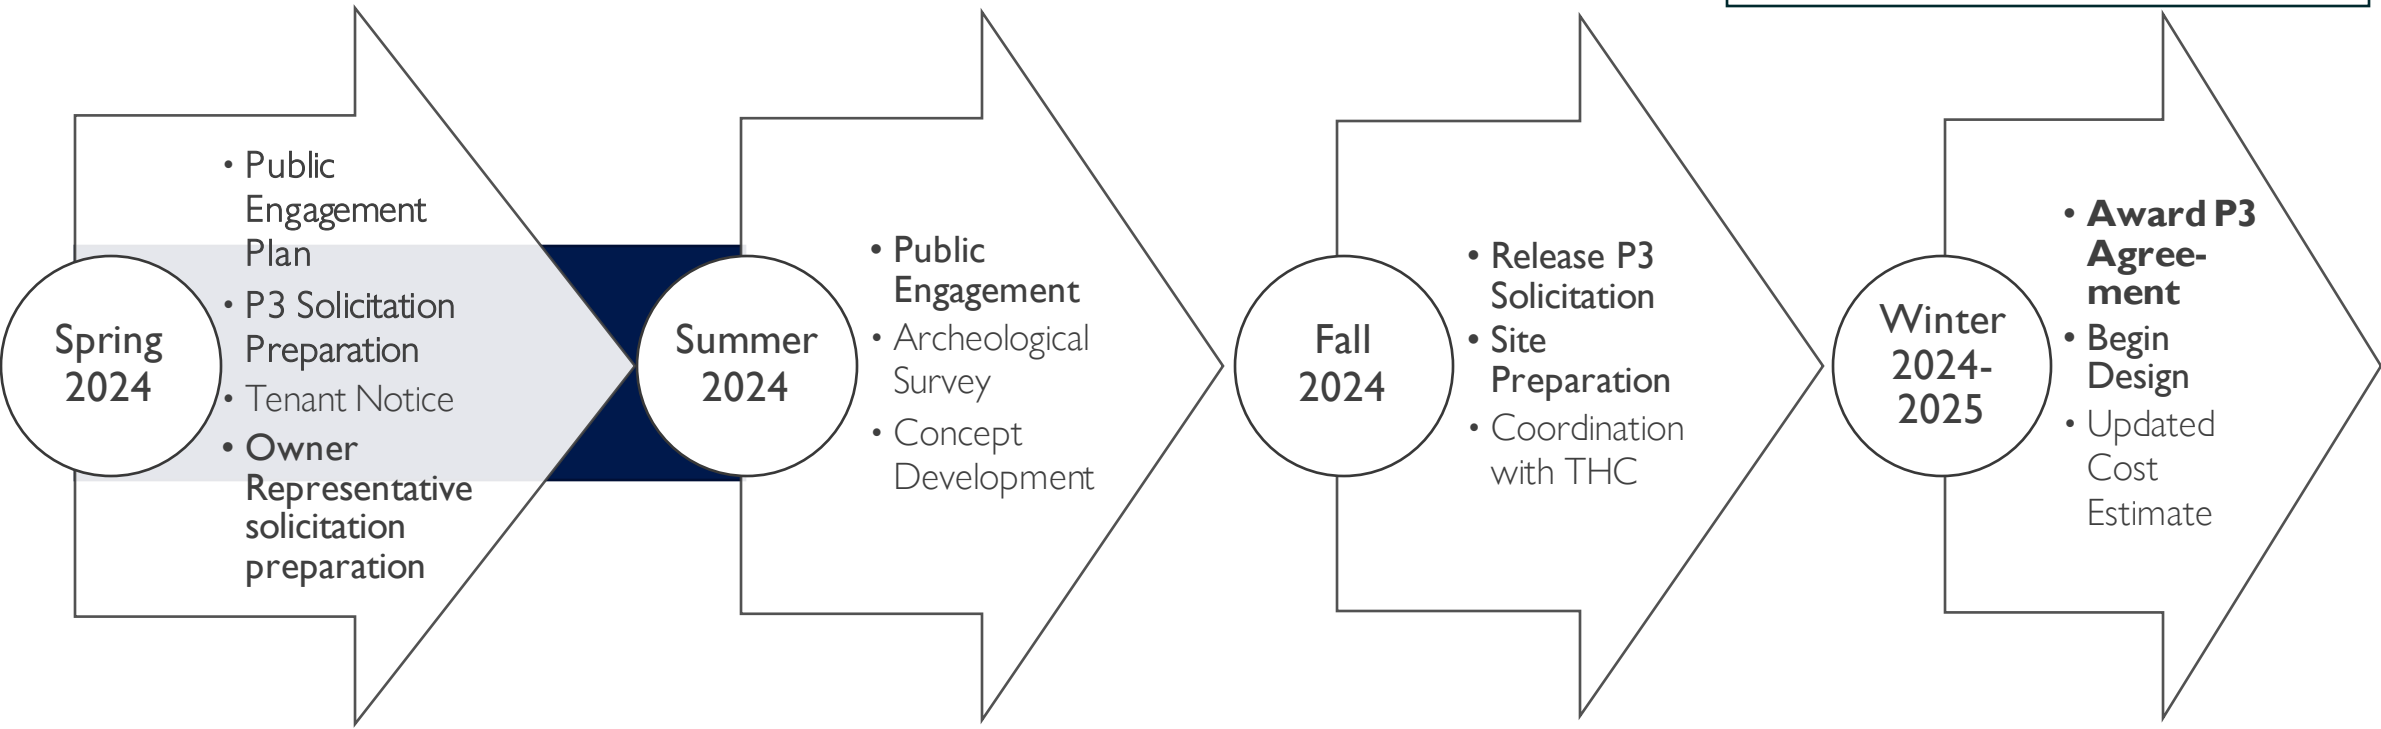 Spring
2024
• Public
Engagement
Plan
• P3 Solicitation
Preparation
• Tenant Notice
• Owner
Representative
solicitation
preparation
Summer
2024
• Public
Engagement
• Archeological
Survey
• Concept
Development
Fall
2024
• Release P3
Solicitation
• Site
Preparation
• Coordination
with THC
Winter
2024-
2025
• Award P3
Agree-
ment
• Begin
Design
• Updated
Cost
Estimate